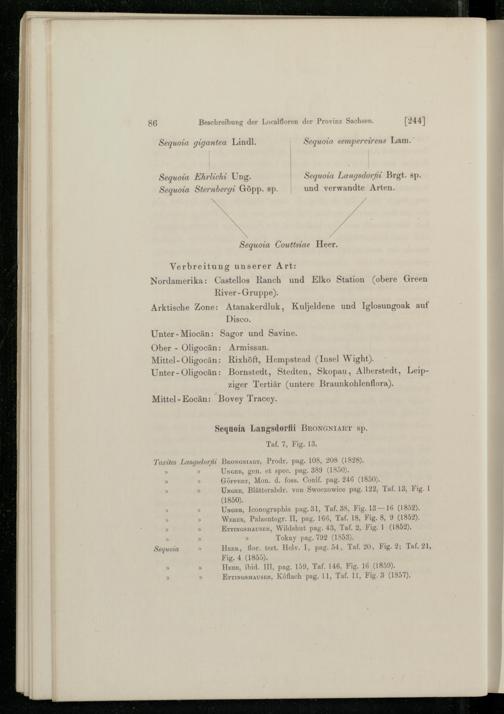 86 Beschreibung der Localfloren der Provinz Sachsen. [244]
Sequoia gigantea Lindl. Sequoia sempervirens Lam.
Sequoia Ehrlichi Ung. Sequoia Langsdorfii Brgt. sp.
Sequoia Sternbergi Göpp. sp. und verwandte Arten.
Sequoia Couttsiae Heer.
Verbreitung unserer Art:
Nordamerika: Castellos Ranch und Elko Station (obere Green
River-Gruppe).
Arktische Zone: Atanakerdluk, Kuljeldene und Iglosungoak auf
Disco.
Unter-Miocän: Sagor und Savine.
Ober-Oligocän: Armissan.
Mittel-Oligocän: Rixhöft, Hempstead (Insel Wight).
Unter-Oligocän: Bornstedt, Stedten, Skopau, Alberstedt, Leip-
ziger Tertiär (untere Braunkohlenflora).
Mittel-Eocän: Bovey Tracey.
Sequoia Langsdorfii Brongniart sp.
Taf. 7, Fig. 13.
Taxites Langsdorfii Brongniart, Prodr. pag. 108, 208 (1828).
» » Unger, gen. et spec. pag. 389 (1850).
» » Göppert, Mon. d. foss. Conif. pag. 246 (1850).
» » Unger, Blätterabdr. von Swoszowice pag. 122, Taf. 13, Fig. 1
(1850).
» » Unger, Iconographia pag. 31, Taf. 38, Fig. 13—16 (1852).
» » Weber, Palæontogr. II, pag. 166, Taf. 18, Fig. 8, 9 (1852).
» » Ettingshausen, Wildshut pag. 43, Taf. 2, Fig. 1 (1852).
» » » Tokay pag. 792 (1853).
Sequoia » Heer, flor. tert. Helv. I, pag. 54, Taf. 20, Fig. 2; Taf. 21,
Fig. 4 (1855).
» » Heer, ibid. III, pag. 159, Taf. 146, Fig. 16 (1859).
» » Ettingshausen, Köflach pag. 11, Taf. 11, Fig. 3 (1857).